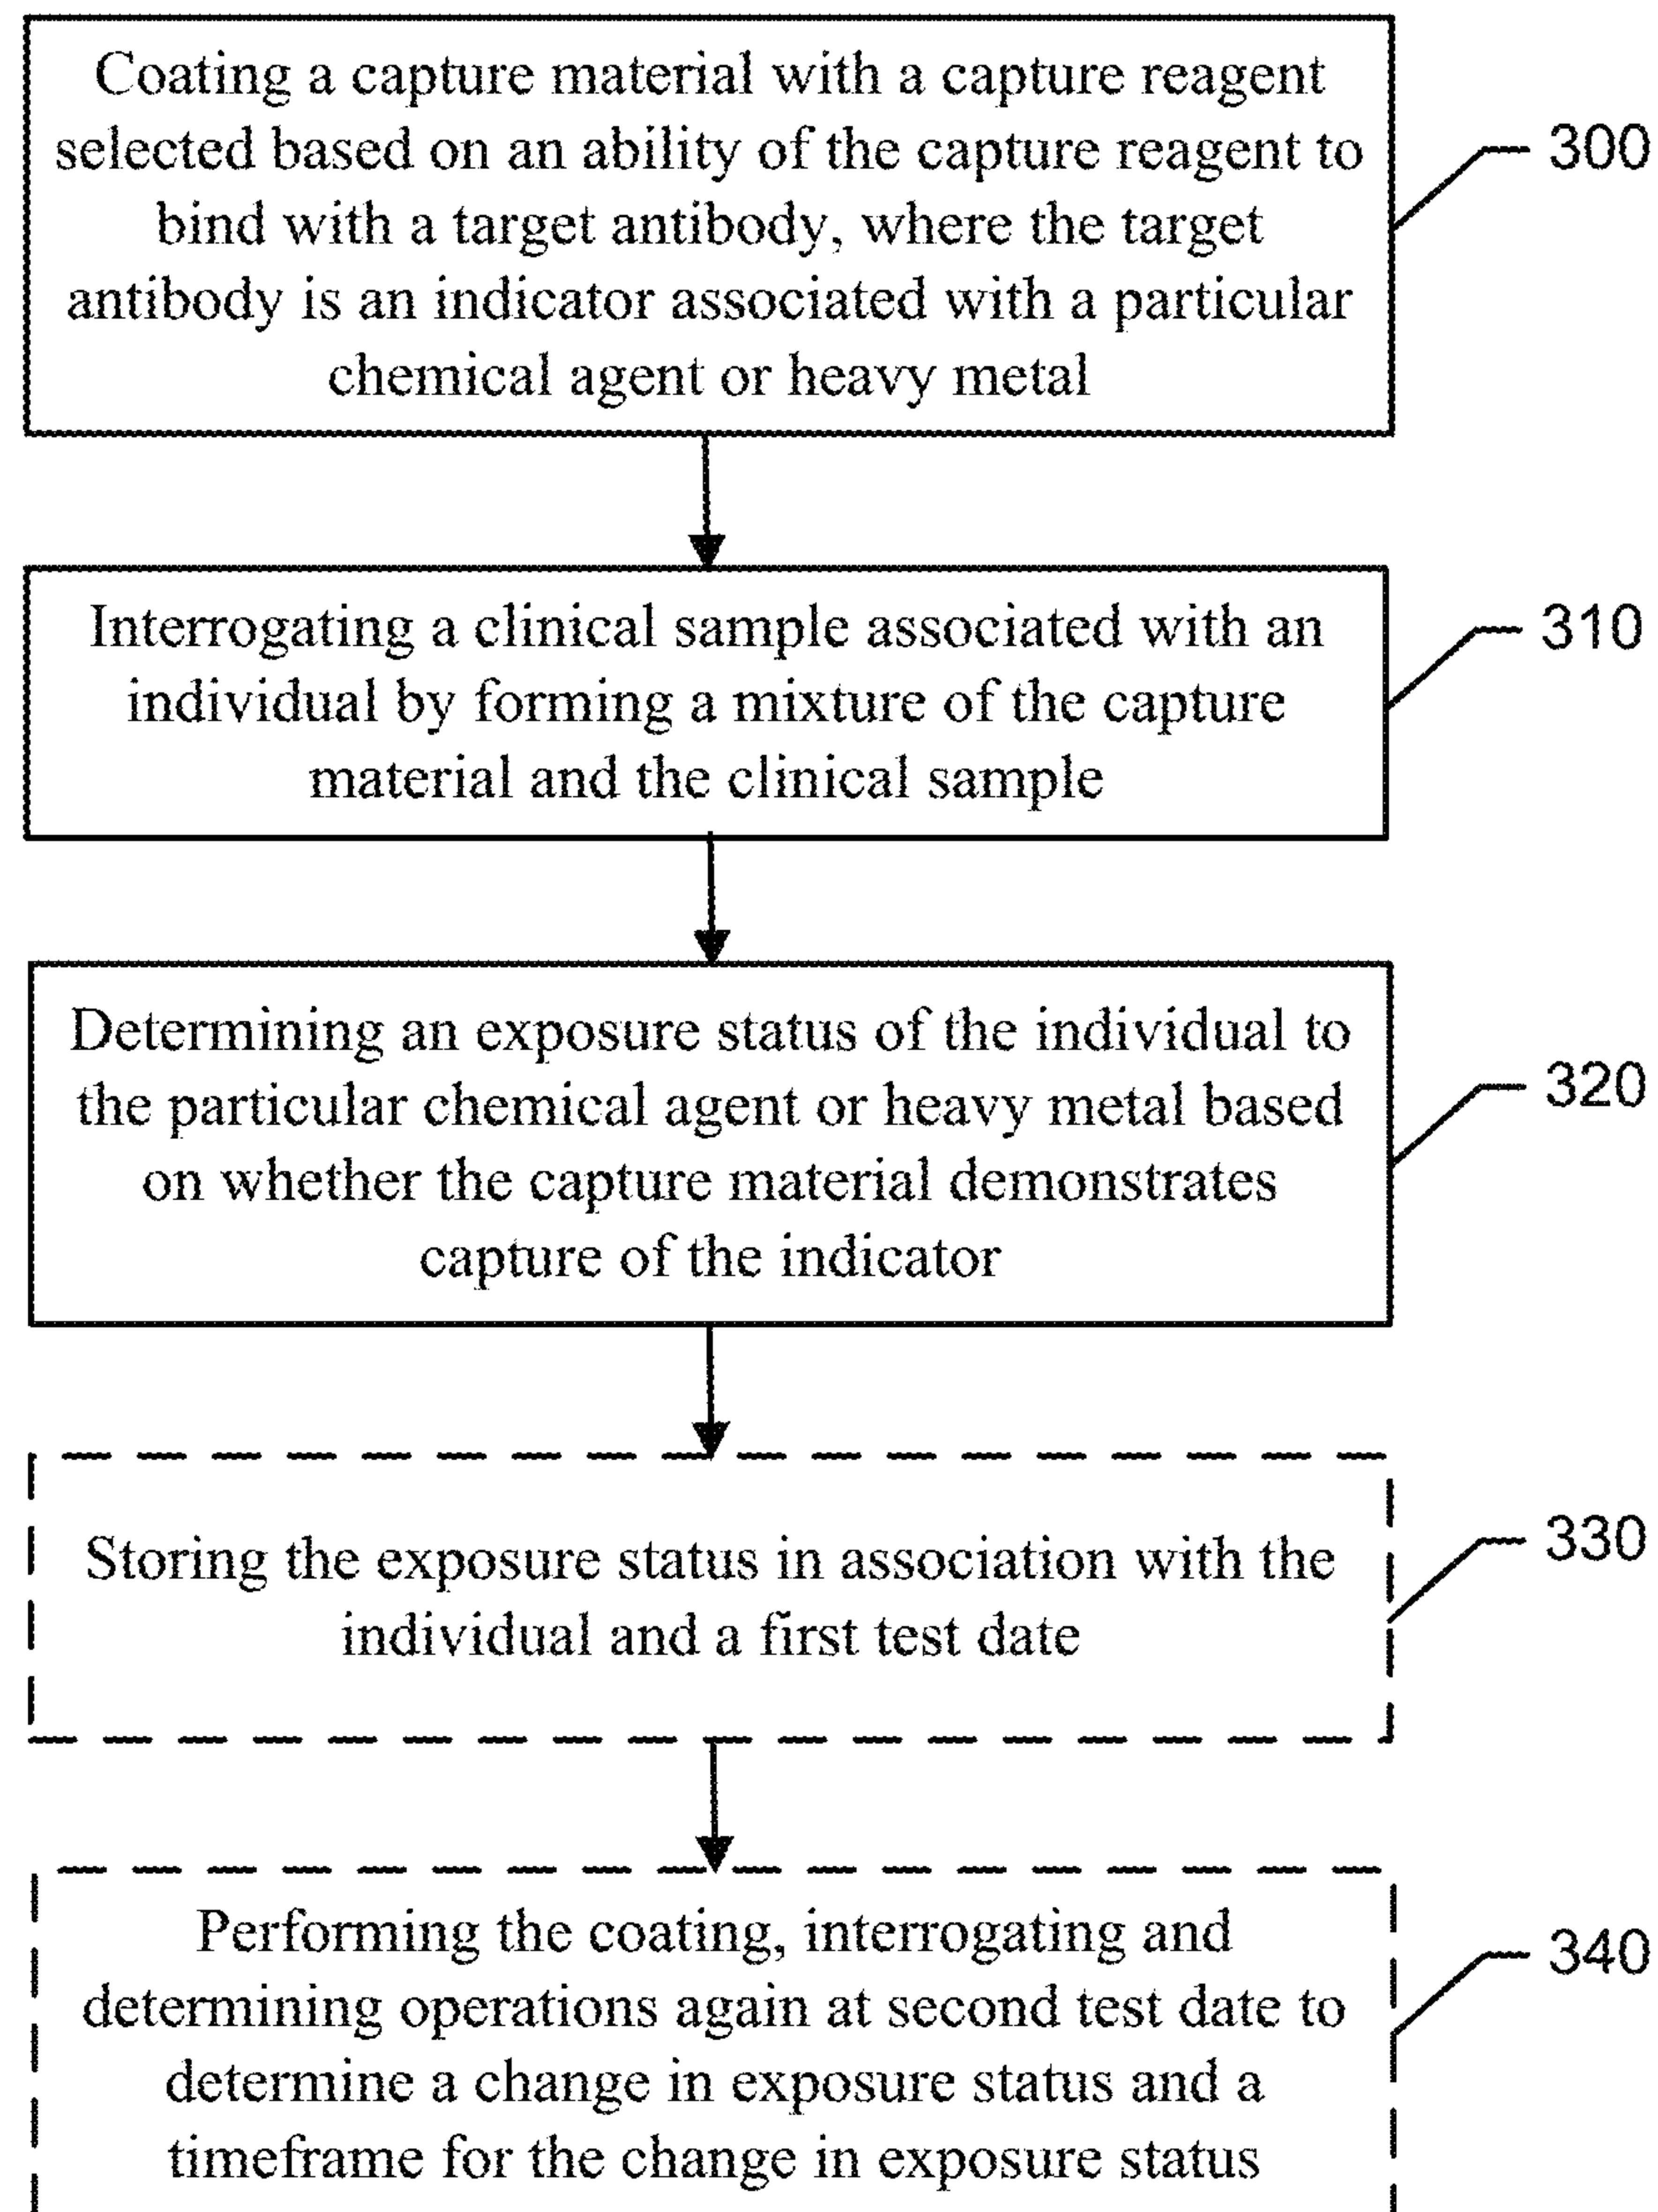 Coating a capture material with a capture reagent
selected based on an ability of the capture reagent to
bind with a target antibody, where the target
antibody is an indicator associated with a particular
chemical agent or heavy metal
300
Interrogating a clinical sample associated with an
individual by forming a mixture of the capture
material and the clinical sample
310
Determining an exposure status of the individual to
the particular chemical agent or heavy metal based
on whether the capture material demonstrates
capture of the indicator
320
Storing the exposure status in association with the
individual and a first test date
330
Performing the coating, interrogating and
determining operations again at second test date to
determine a change in exposure status and a
timeframe for the change in exposure status
340